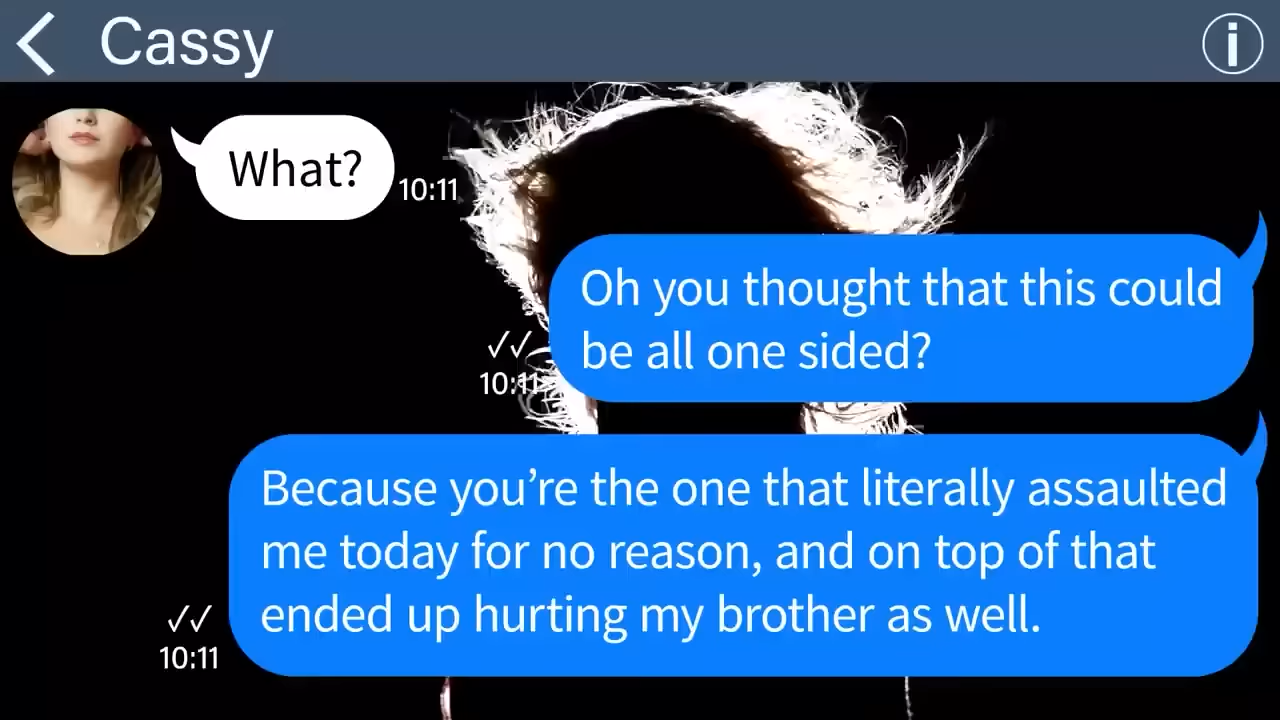 Cassy
What?
10:11
Oh you thought that this could
be all one sided?
10:11
Because you’re the one that literally assaulted
me today for no reason, and on top of that
ended up hurting my brother as well.
10:11